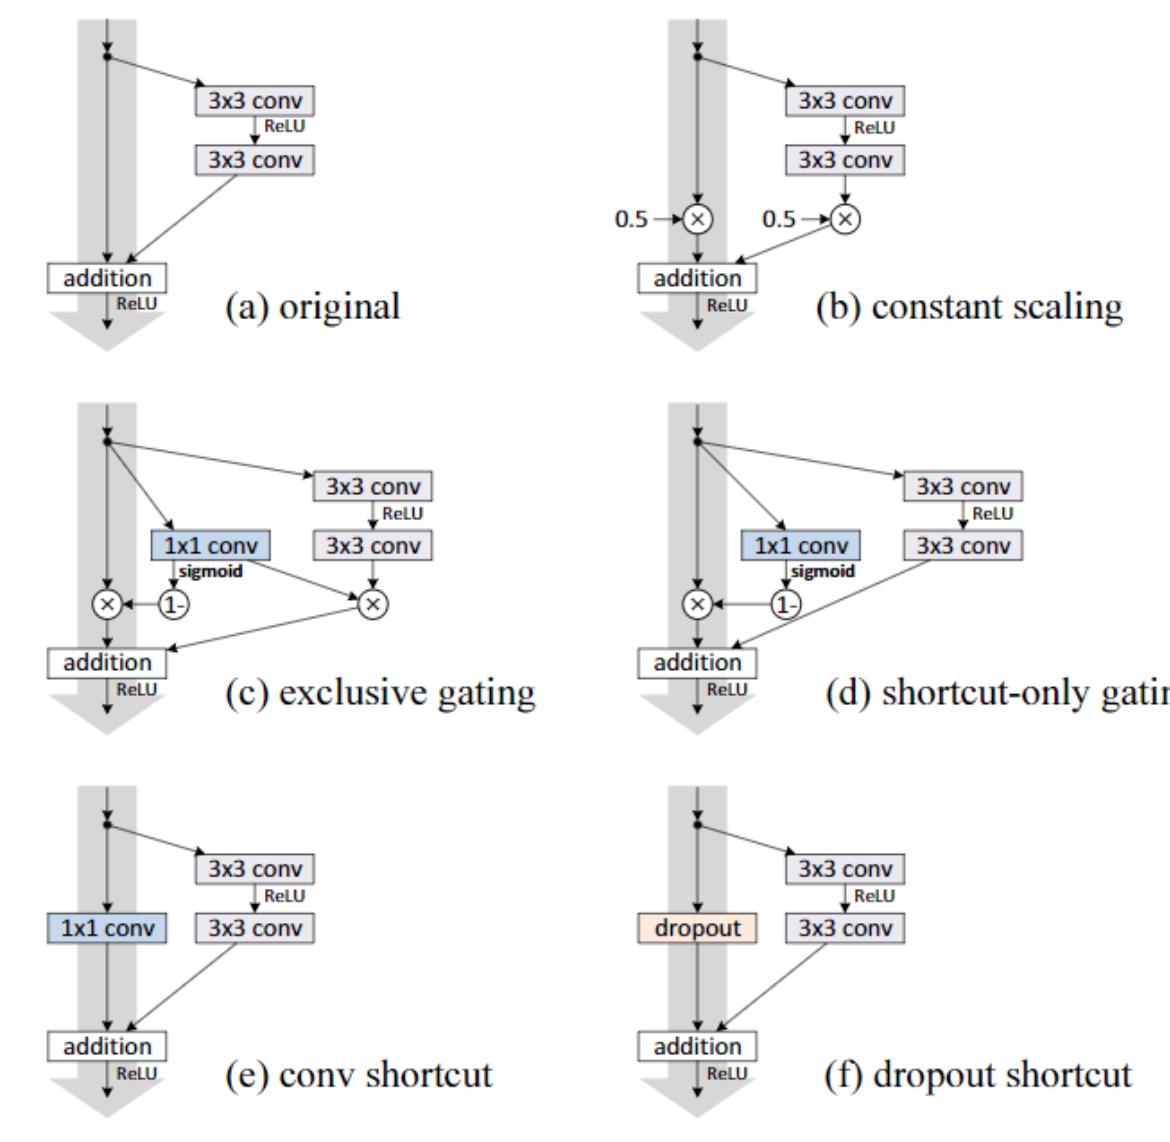 3x3 conv
ReLU
3x3 conv
addition
ReLU
(a) original
3x3 conv
ReLU
3x3 conv
0.5
×
0.5
×
addition
ReLU
(b) constant scaling
3x3 conv
ReLU
1x1 conv
3x3 conv
sigmoid
×
1-
×
addition
ReLU
(c) exclusive gating
3x3 conv
ReLU
1x1 conv
3x3 conv
sigmoid
×
1-
addition
ReLU
(d) shortcut-only gatin
3x3 conv
ReLU
1x1 conv
3x3 conv
addition
ReLU
(e) conv shortcut
3x3 conv
ReLU
dropout
3x3 conv
addition
ReLU
(f) dropout shortcut